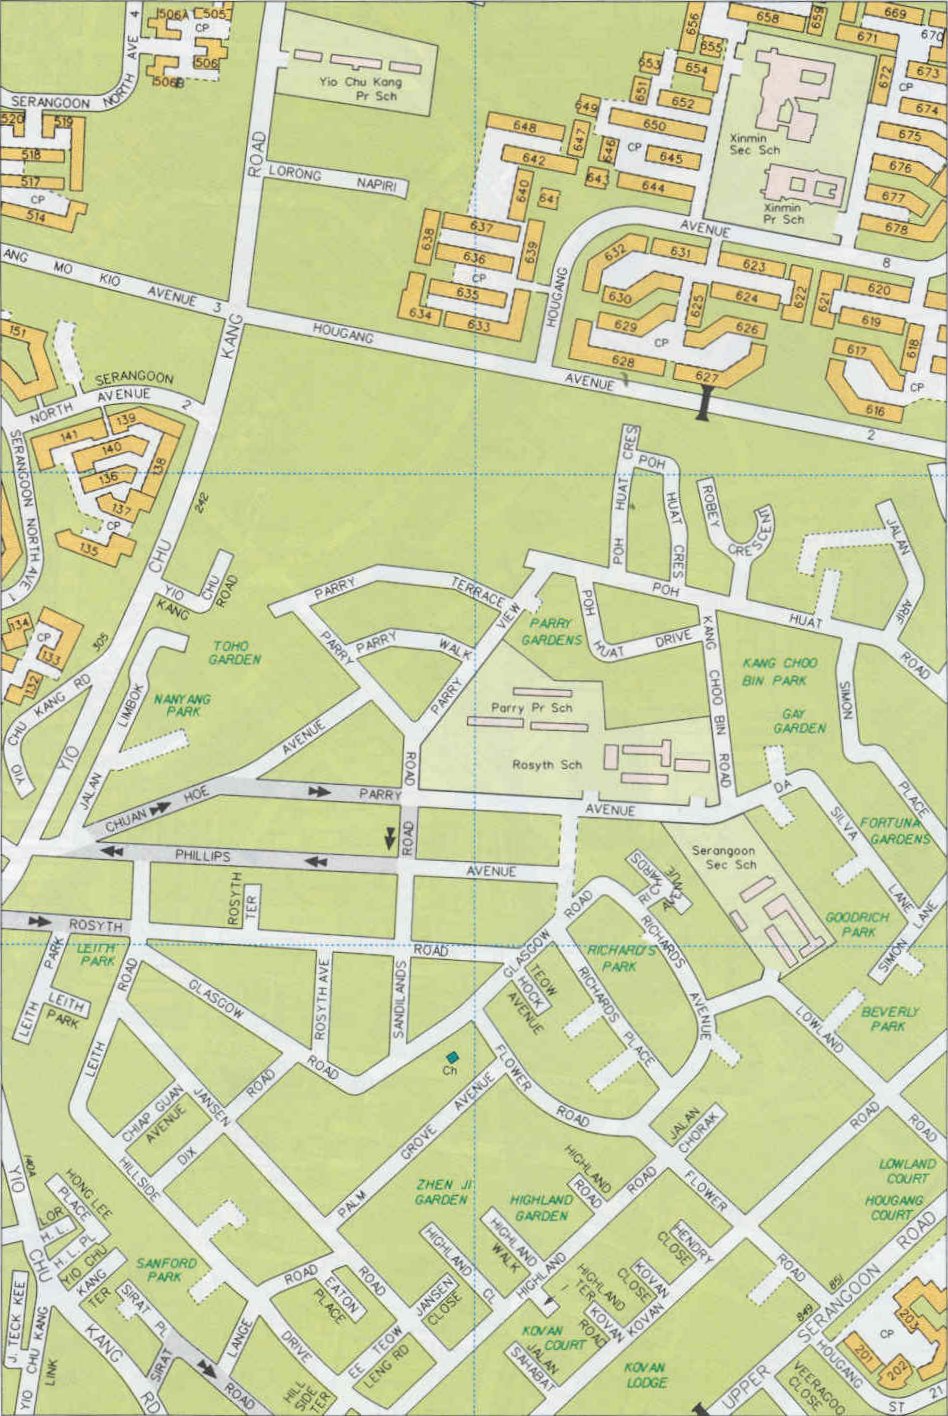 506A
505
CP
506
506B
NORTH AVE 4
SERANGOON
520
519
518
517
CP
514
ROAD
Yio Chu Kang
Pr Sch
LORONG NAPIRI
656
655
658
659
669
670
671
672
673
CP
674
675
676
677
678
653
654
651
652
649
650
648
647
646
CP
645
642
643
644
640
641
Xinmin
Sec Sch
Xinmin
Pr Sch
637
638
636
639
CP
635
634
633
AVENUE 8
HOUGANG
632
631
623
620
630
625
624
622
621
619
629
626
618
628
CP
627
617
CP
616
ANG MO KIO AVENUE 3
HOUGANG AVENUE 2
KANG
151
SERANGOON
NORTH AVENUE 2
SERANGOON NORTH AVE 1
141
139
140
138
136
137
CP
135
242
CHU
YIO
YIO
KANG
CHU
ROAD
134
CP
133
132
305
YIO CHU KANG RD
POH HUAT CRES
POH HUAT CRES
ROBEY CRESCENT
JALAN ARIF
POH HUAT ROAD
POH HUAT DRIVE
KANG CHOO BIN ROAD
PARRY TERRACE
PARRY VIEW
PARRY
GARDENS
PARRY
PARRY WALK
PARRY
TOHO
GARDEN
NANYANG
PARK
JALAN LIMBOK
KANG CHOO
BIN PARK
GAY
GARDEN
SIMON PLACE
Parry Pr Sch
Rosyth Sch
AVENUE
CHUAN HOE
PARRY
ROAD
AVENUE
DA SILVA LANE
FORTUNA
GARDENS
Serangoon
Sec Sch
PHILLIPS AVENUE
ROAD
ROSYTH
TER
RICHARDS
AVENUE
RICHARDS AVENUE
GOODRICH
PARK
SIMON LANE
ROSYTH ROAD
LEITH
PARK
LEITH PARK
LEITH
PARK
GLASGOW ROAD
RICHARD'S
PARK
TEOW
HOCK
AVENUE
RICHARDS PLACE
LOWLAND ROAD
BEVERLY
PARK
ROSYTH AVE
SANDILANDS
ROAD
GLASGOW ROAD
LEITH ROAD
Ch
FLOWER ROAD
CHIAP GUAN
AVENUE
JANSEN ROAD
DIX ROAD
HILLSIDE DRIVE
PALM GROVE AVENUE
JALAN
CHORAK
ROAD
LOWLAND
COURT
HOUGANG
COURT
YIO
140A
CHU
KANG
RD
HONG LEE
PLACE
LOR
H. L.
H. L. PL
YIO CHU
KANG
TER
SIRAT PL
SIRAT ROAD
J. TECK KEE
YIO CHU KANG
LINK
SANFORD
PARK
ZHEN JI
GARDEN
HIGHLAND
GARDEN
HIGHLAND
ROAD
HIGHLAND ROAD
FLOWER ROAD
HIGHLAND
WALK
HIGHLAND CL
HIGHLAND
TER
HENDRY
CLOSE
KOVAN
CLOSE
KOVAN ROAD
KOVAN
KOVAN
COURT
KOVAN
LODGE
JALAN
SAHABAT
JANSEN
CLOSE
EATON
PLACE
LANGE ROAD
EE TEOW
LENG RD
HILL
SIDE
TER
851
849
UPPER SERANGOON ROAD
CP
203
201
202
HOUGANG ST 21
VEERAGOO
CLOSE